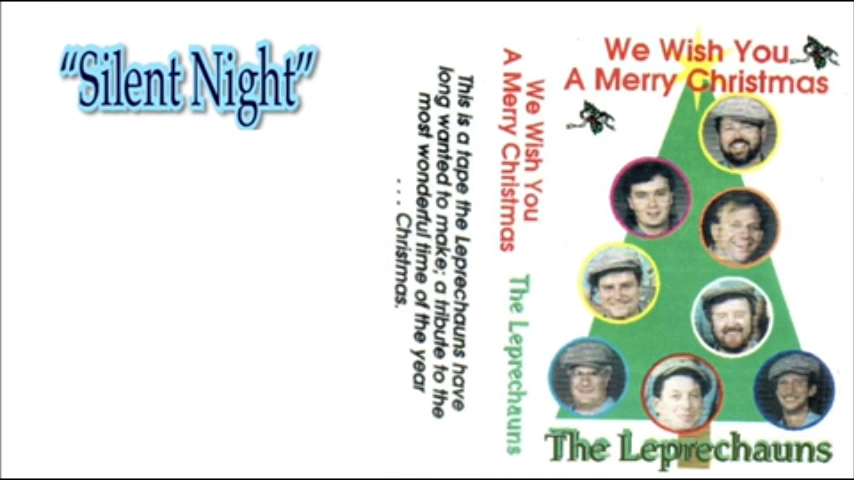 “Silent Night”
This is a tape the Leprechauns have
long wanted to make; a tribute to the
most wonderful time of the year
. . . Christmas.
We Wish You
A Merry Christmas
The Leprechauns
We Wish You
A Merry Christmas
The Leprechauns